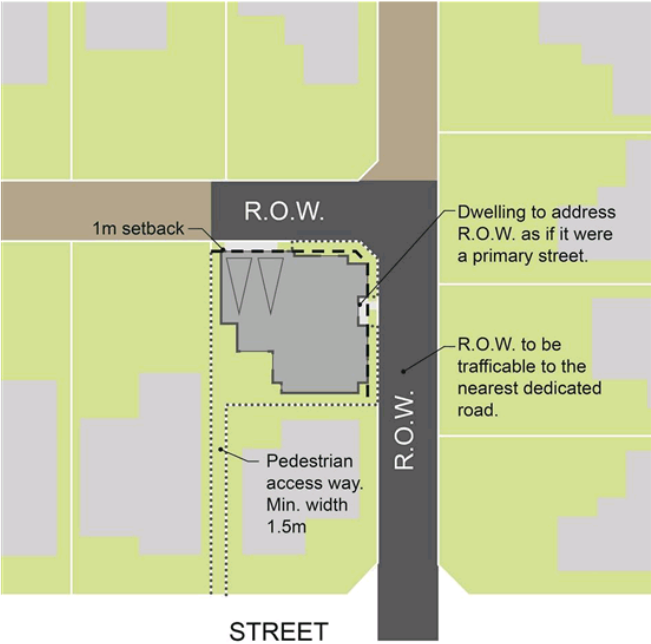 R.O.W.
1m setback
Dwelling to address
R.O.W. as if it were
a primary street.
R.O.W. to be
trafficable to the
nearest dedicated
road.
R.O.W.
Pedestrian
access way.
Min. width
1.5m
STREET